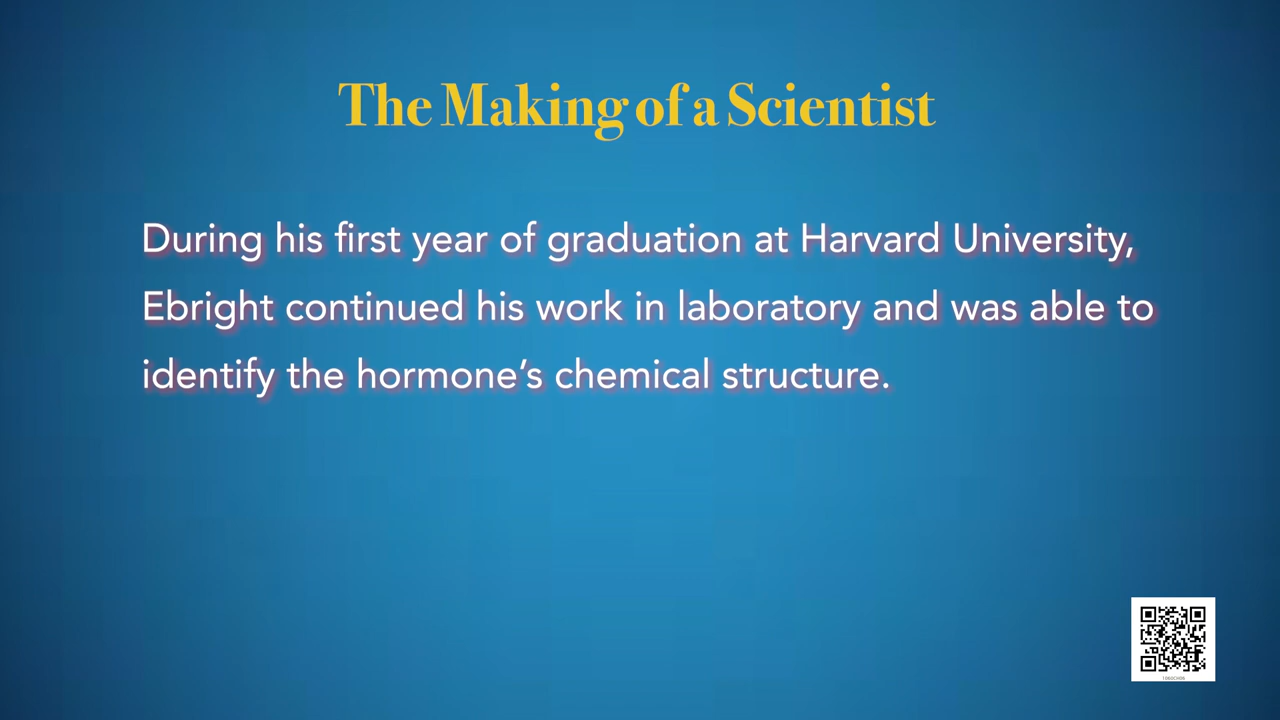 The Making of a Scientist
During his first year of graduation at Harvard University,
Ebright continued his work in laboratory and was able to
identify the hormone’s chemical structure.